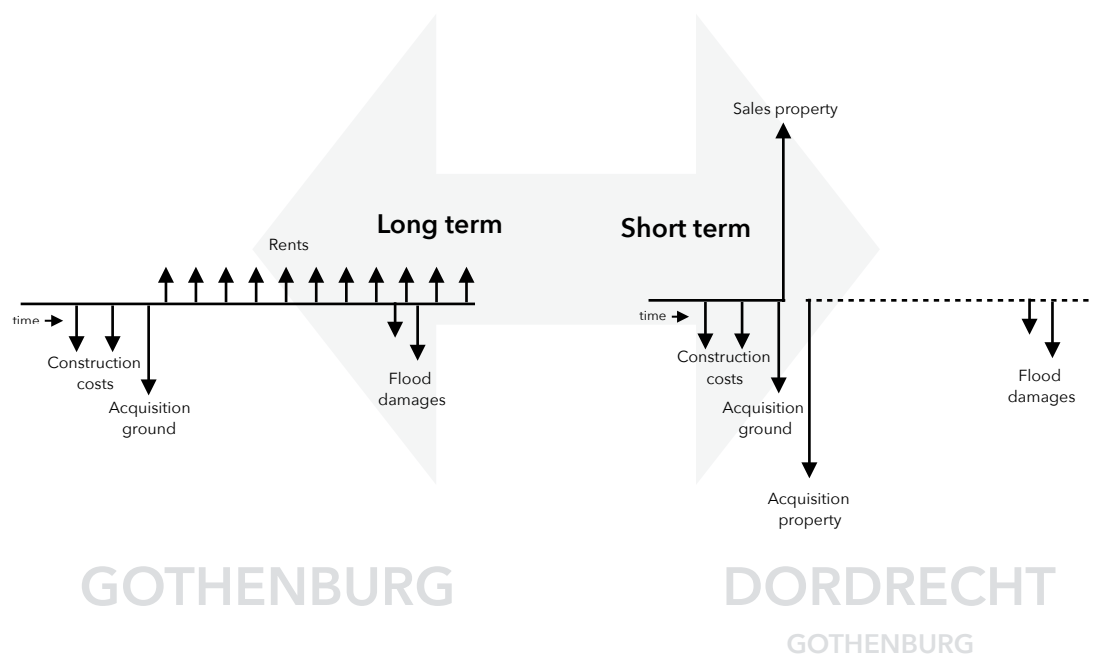 Sales property
Long term
Short term
Rents
time
Construction
costs
Acquisition
ground
Flood
damages
time
Construction
costs
Acquisition
ground
Acquisition
property
Flood
damages
GOTHENBURG
DORDRECHT
GOTHENBURG